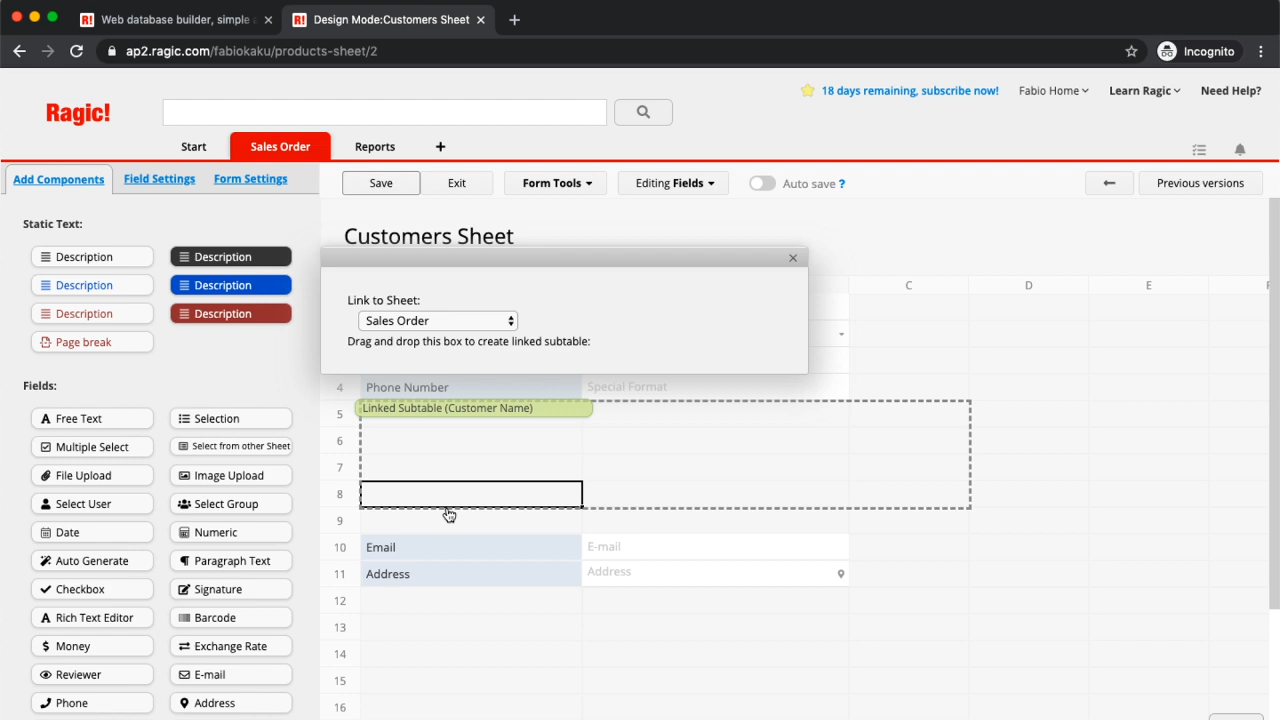 Web database builder, simple
Design Mode:Customers Sheet
ap2.ragic.com/fabiokaku/products-sheet/2
Incognito
Ragic!
18 days remaining, subscribe now!
Fabio Home
Learn Ragic
Need Help?
Start
Sales Order
Reports
+
Add Components
Field Settings
Form Settings
Save
Exit
Form Tools
Editing Fields
Auto save ?
Previous versions
Static Text:
Description
Description
Description
Description
Description
Description
Page break
Fields:
A Free Text
Selection
Multiple Select
Select from other Sheet
File Upload
Image Upload
Select User
Select Group
Date
Numeric
Auto Generate
¶ Paragraph Text
Checkbox
Signature
A Rich Text Editor
Barcode
$ Money
Exchange Rate
Reviewer
E-mail
Phone
Address
Customers Sheet
Link to Sheet:
Sales Order
Drag and drop this box to create linked subtable:
C
D
E
4
Phone Number
Special Format
5
Linked Subtable (Customer Name)
6
7
8
9
10
Email
E-mail
11
Address
Address
12
13
14
15
16